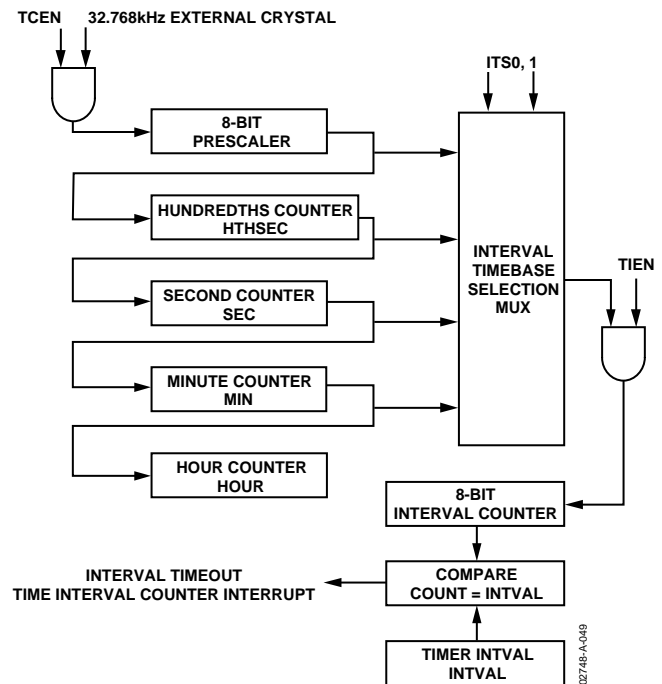 TCEN
32.768kHz EXTERNAL CRYSTAL
ITS0, 1
8-BIT
PRESCALER
HUNDREDTHS COUNTER
HTHSEC
INTERVAL
TIMEBASE
SELECTION
MUX
TIEN
SECOND COUNTER
SEC
MINUTE COUNTER
MIN
HOUR COUNTER
HOUR
8-BIT
INTERVAL COUNTER
INTERVAL TIMEOUT
TIME INTERVAL COUNTER INTERRUPT
COMPARE
COUNT = INTVAL
TIMER INTVAL
INTVAL
02748-A-049